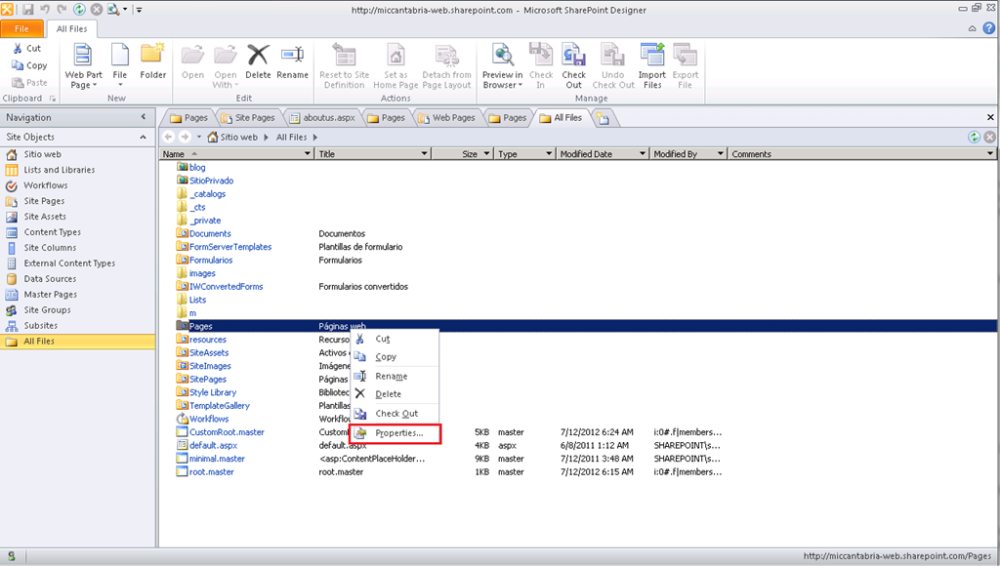 http://miccantabria-web.sharepoint.com - Microsoft SharePoint Designer
File All Files
Cut
Copy
Paste
Clipboard
Web Part Page
File
Folder
New
Open
Open With
Delete
Rename
Edit
Reset to Site Definition
Set as Home Page
Detach from Page Layout
Actions
Preview in Browser
Check In
Check Out
Undo Check Out
Import Files
Export File
Manage
Navigation
Pages Site Pages aboutus.aspx Pages Web Pages Pages All Files
Site Objects
Sitio web All Files
Sitio web
Lists and Libraries
Workflows
Site Pages
Site Assets
Content Types
Site Columns
External Content Types
Data Sources
Master Pages
Site Groups
Subsites
All Files
Name Title Size Type Modified Date Modified By Comments
blog
SitioPrivado
_catalogs
_cts
_private
Documents Documentos
FormServerTemplates Plantillas de formulario
Formularios Formularios
images
IWConvertedForms Formularios convertidos
Lists
m
Pages Páginas web
resources Recurso
SiteAssets Activos
SiteImages Imágene
SitePages Páginas
Style Library Bibliotec
TemplateGallery Plantillas
Workflows Workflow
CustomRoot.master Custom 5KB master 7/12/2012 6:24 AM i:0#.f|members...
default.aspx default.aspx 4KB aspx 6/8/2011 1:12 AM SHAREPOINT\s...
minimal.master <asp:ContentPlaceHolder... 9KB master 7/12/2011 3:48 AM SHAREPOINT\s...
root.master root.master 1KB master 7/12/2012 6:15 AM i:0#.f|members...
Cut
Copy
Rename
Delete
Check Out
Properties...
http://miccantabria-web.sharepoint.com/Pages